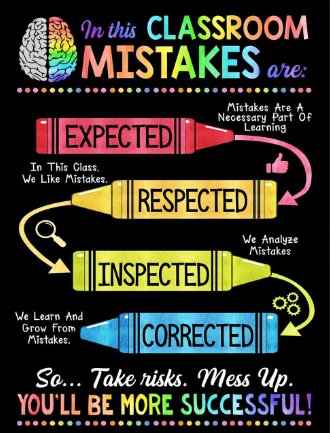 In this CLASSROOM
MISTAKES are:
Mistakes Are A
Necessary Part Of
Learning
EXPECTED
In This Class,
We Like Mistakes.
RESPECTED
We Analyze
Mistakes
INSPECTED
We Learn And
Grow From
Mistakes.
CORRECTED
So... Take risks. Mess Up.
YOU'LL BE MORE SUCCESSFUL!